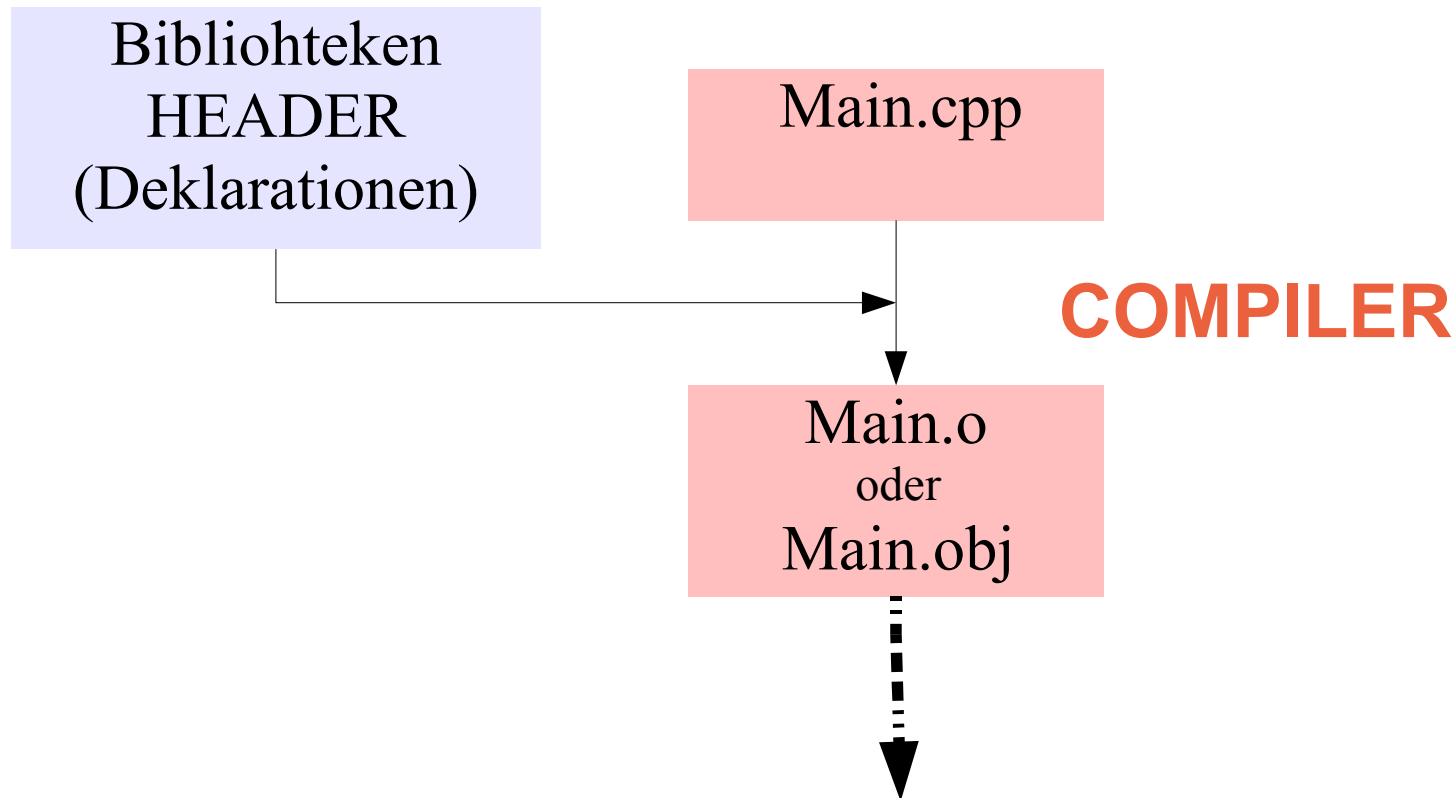 Bibliohteken
HEADER
(Deklarationen)
Main.cpp
COMPILER
Main.o
oder
Main.obj